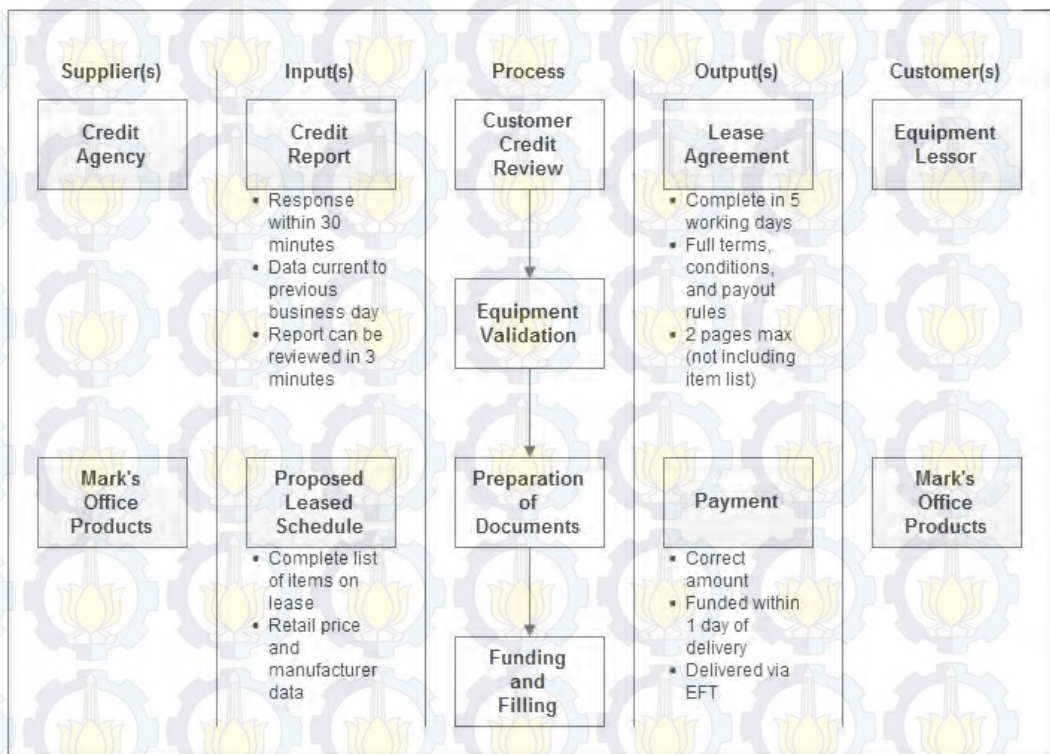 Supplier(s)
Input(s)
Process
Output(s)
Customer(s)
Credit
Agency
Credit
Report
Customer
Credit
Review
Lease
Agreement
Equipment
Lessor
▪ Response
within 30
minutes
▪ Data current to
previous
business day
▪ Report can be
reviewed in 3
minutes
Equipment
Validation
▪ Complete in 5
working days
▪ Full terms,
conditions,
and payout
rules
▪ 2 pages max
(not including
item list)
Mark's
Office
Products
Proposed
Leased
Schedule
Preparation
of
Documents
Payment
Mark's
Office
Products
▪ Complete list
of items on
lease
▪ Retail price
and
manufacturer
data
Funding
and
Filling
▪ Correct
amount
▪ Funded within
1 day of
delivery
▪ Delivered via
EFT